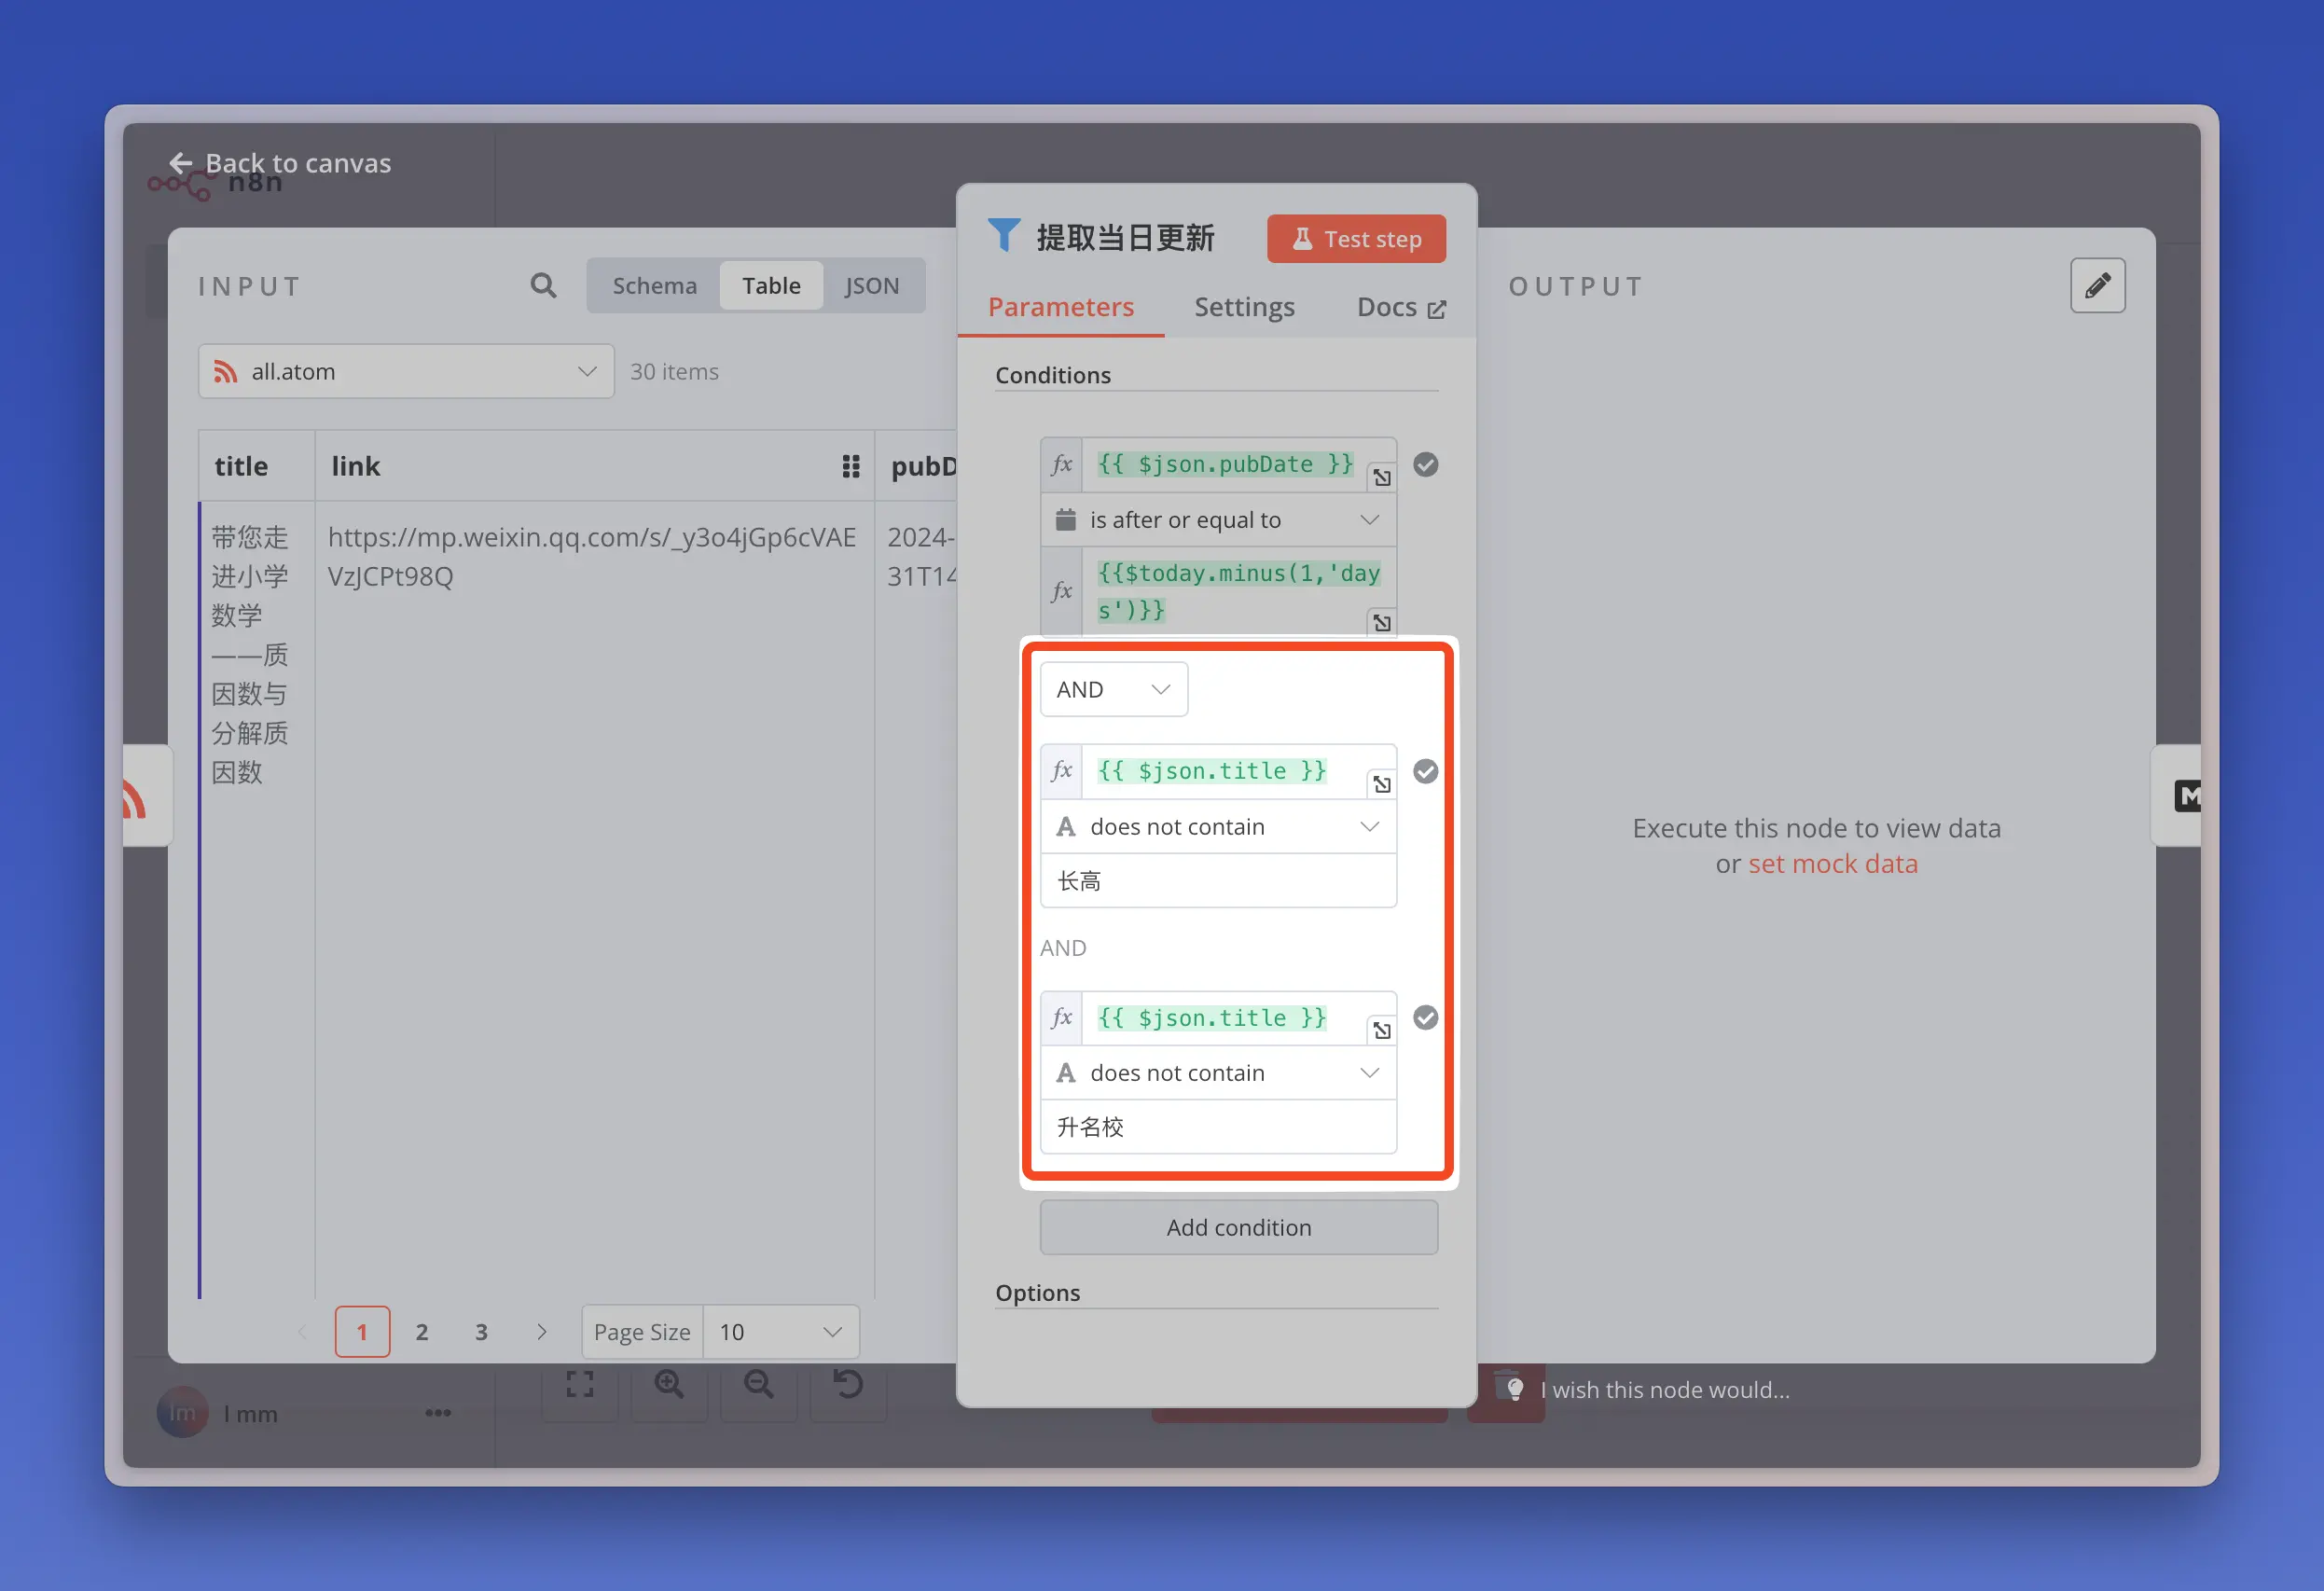 Back to canvas
n8n
INPUT
Schema
Table
JSON
all.atom
30 items
title
link
pubD
带您走
进小学
数学
——质
因数与
分解质
因数
https://mp.weixin.qq.com/s/_y3o4jGp6cVAE
VzJCPt98Q
2024-
31T14
1
2
3
Page Size
10
提取当日更新
Test step
Parameters
Settings
Docs
Conditions
fx
{{ $json.pubDate }}
is after or equal to
fx
{{$today.minus(1,'day
s')}}
AND
fx
{{ $json.title }}
A does not contain
长高
AND
fx
{{ $json.title }}
A does not contain
升名校
Add condition
Options
OUTPUT
Execute this node to view data
or set mock data
M
I wish this node would...
lm
l mm